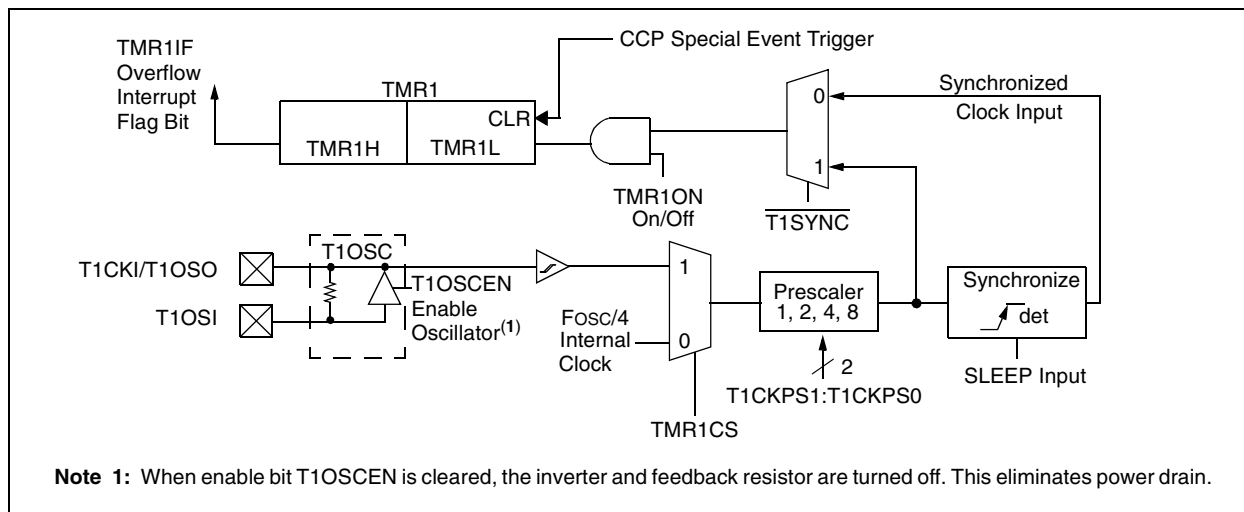 TMR1IF
Overflow
Interrupt
Flag Bit
CCP Special Event Trigger
TMR1
CLR
TMR1H
TMR1L
TMR1ON
On/Off
0
1
T1SYNC
Synchronized
Clock Input
T1CKI/T1OSO
T1OSI
T1OSC
T1OSCEN
Enable
Oscillator(1)
FOSC/4
Internal
Clock
1
0
TMR1CS
Prescaler
1, 2, 4, 8
2
T1CKPS1:T1CKPS0
Synchronize
det
SLEEP Input
Note 1: When enable bit T1OSCEN is cleared, the inverter and feedback resistor are turned off. This eliminates power drain.